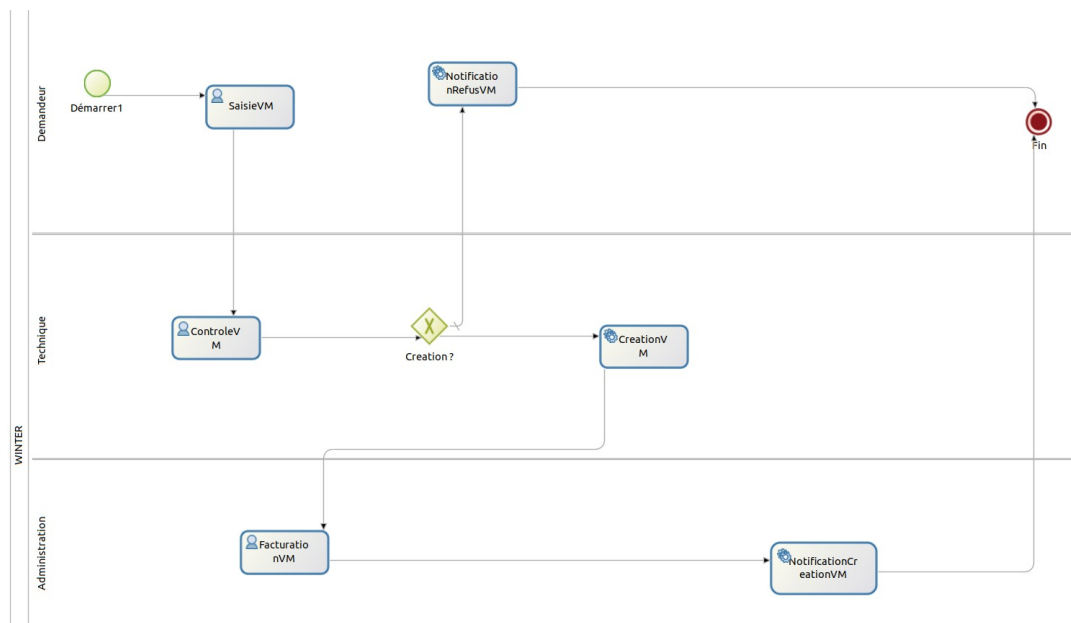 WINTER
Demandeur
Démarrer1
SaisieVM
Notificatio
nRefusVM
Fin
Technique
ControleV
M
Creation ?
CreationV
M
Administration
Facturatio
nVM
NotificationCr
eationVM